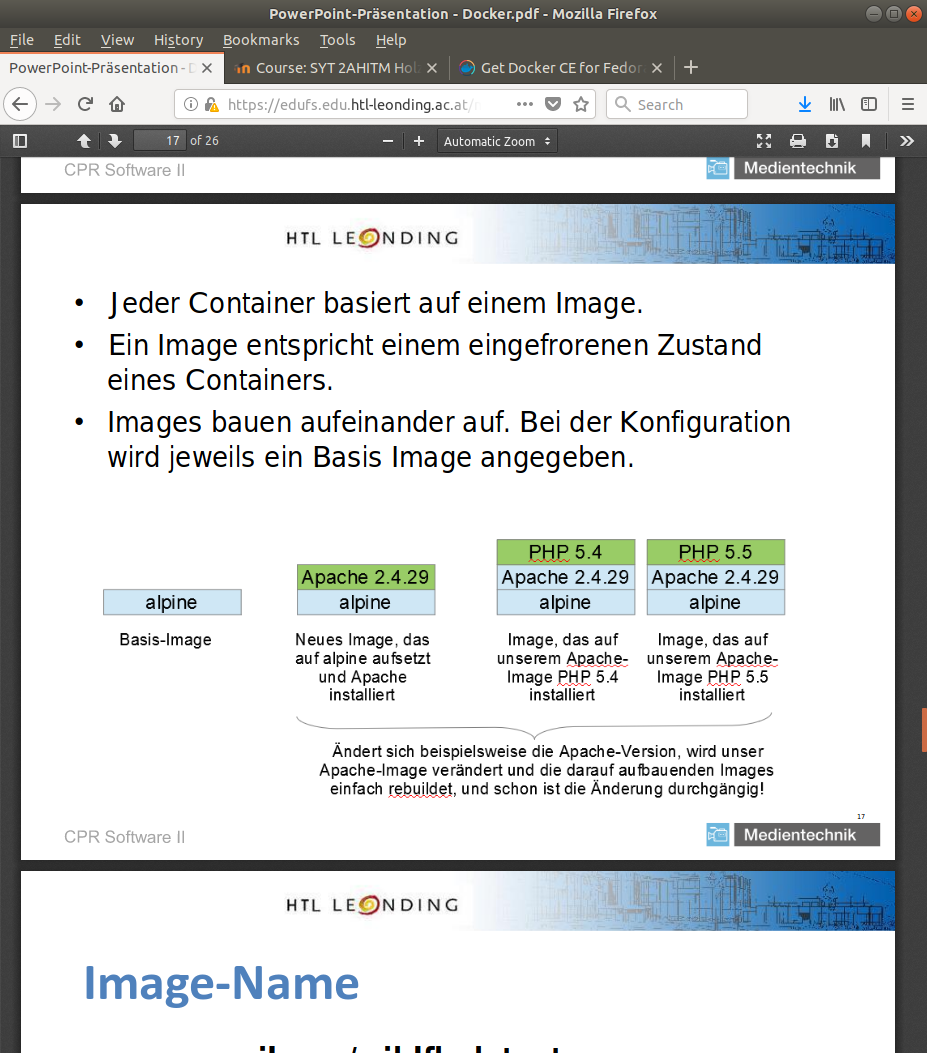 PowerPoint-Präsentation - Docker.pdf - Mozilla Firefox
File Edit View History Bookmarks Tools Help
PowerPoint-Präsentation - D Course: SYT 2AHITM Hol Get Docker CE for Fedor
https://edufs.edu.htl-leonding.ac.at/ Search
17 of 26 Automatic Zoom
CPR Software II Medientechnik
HTL LEONDING
• Jeder Container basiert auf einem Image.
• Ein Image entspricht einem eingefrorenen Zustand
eines Containers.
• Images bauen aufeinander auf. Bei der Konfiguration
wird jeweils ein Basis Image angegeben.
alpine
Basis-Image
Apache 2.4.29
alpine
Neues Image, das
auf alpine aufsetzt
und Apache
installiert
PHP 5.4
Apache 2.4.29
alpine
Image, das auf
unserem Apache-
Image PHP 5.4
installiert
PHP 5.5
Apache 2.4.29
alpine
Image, das auf
unserem Apache-
Image PHP 5.5
installiert
Ändert sich beispielsweise die Apache-Version, wird unser
Apache-Image verändert und die darauf aufbauenden Images
einfach rebuildet, und schon ist die Änderung durchgängig!
17
CPR Software II Medientechnik
HTL LEONDING
Image-Name